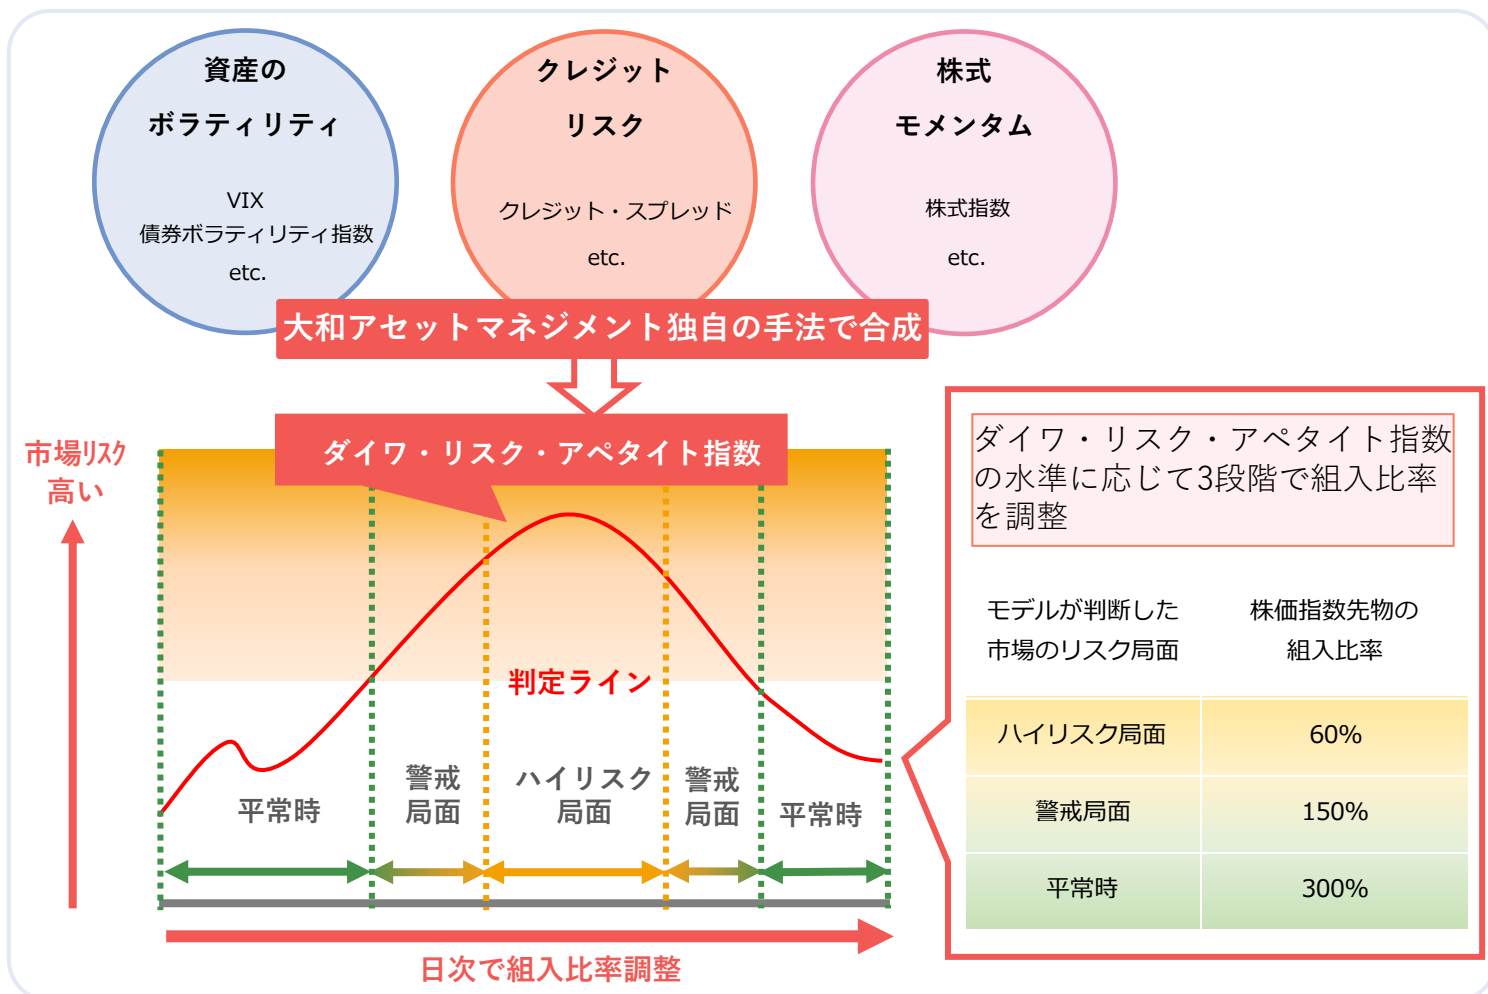 資産の
ボラティリティ
VIX
債券ボラティリティ指数
etc.
クレジット
リスク
クレジット・スプレッド
etc.
株式
モメンタム
株式指数
etc.
大和アセットマネジメント独自の手法で合成
ダイワ・リスク・アペタイト指数
市場リスク
高い
判定ライン
平常時
警戒
局面
ハイリスク
局面
警戒
局面
平常時
日次で組入比率調整
ダイワ・リスク・アペタイト指数
の水準に応じて3段階で組入比率
を調整
モデルが判断した
市場のリスク局面
株価指数先物の
組入比率
ハイリスク局面 60%
警戒局面 150%
平常時 300%